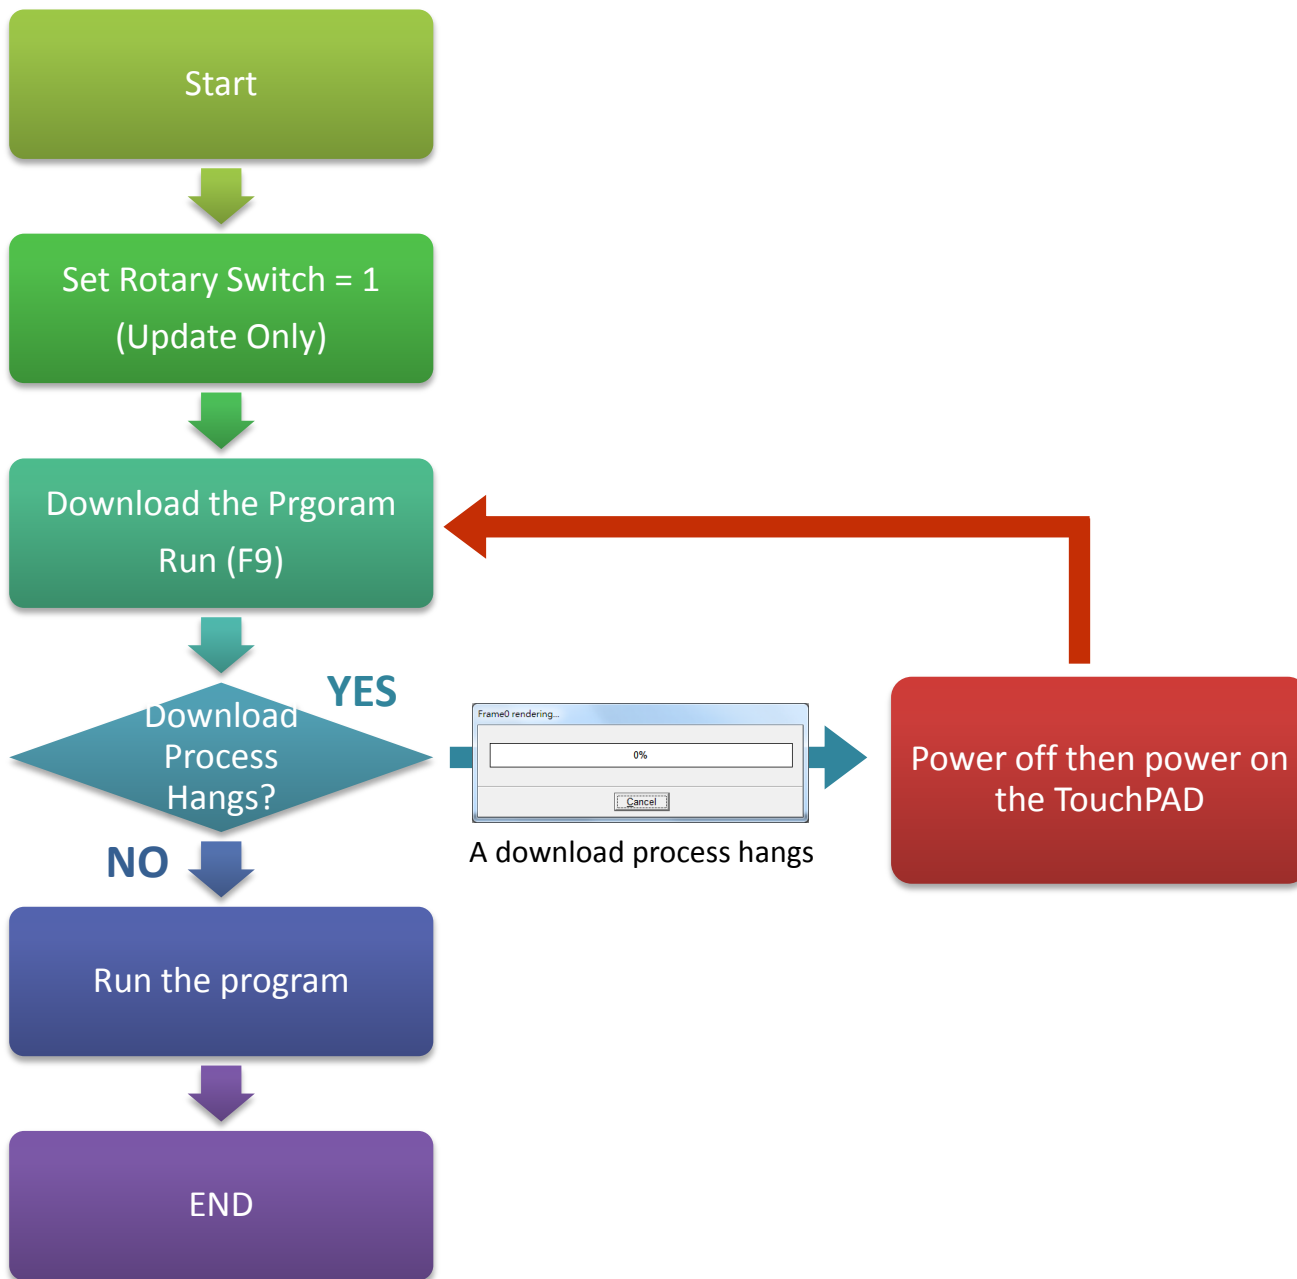 Start
Set Rotary Switch = 1
(Update Only)
Download the Prgoram
Run (F9)
Download
Process
Hangs?
YES
Frame0 rendering...
0%
Cancel
A download process hangs
Power off then power on
the TouchPAD
NO
Run the program
END